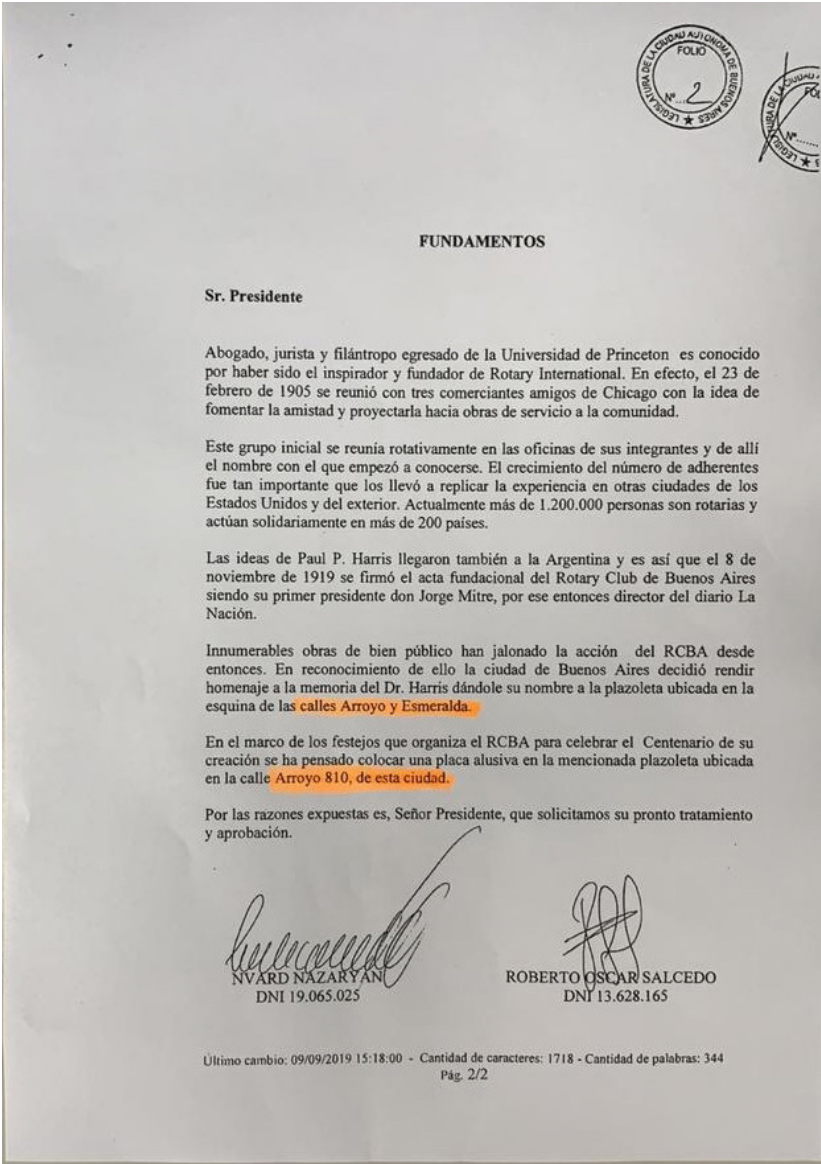 LEGISLATURA DE LA CIUDAD AUTONOMA DE BUENOS AIRES
FOLIO
Nº 2
FUNDAMENTOS
Sr. Presidente
Abogado, jurista y filántropo egresado de la Universidad de Princeton es conocido
por haber sido el inspirador y fundador de Rotary International. En efecto, el 23 de
febrero de 1905 se reunió con tres comerciantes amigos de Chicago con la idea de
fomentar la amistad y proyectarla hacia obras de servicio a la comunidad.
Este grupo inicial se reunía rotativamente en las oficinas de sus integrantes y de allí
el nombre con el que empezó a conocerse. El crecimiento del número de adherentes
fue tan importante que los llevó a replicar la experiencia en otras ciudades de los
Estados Unidos y del exterior. Actualmente más de 1.200.000 personas son rotarias y
actúan solidariamente en más de 200 países.
Las ideas de Paul P. Harris llegaron también a la Argentina y es así que el 8 de
noviembre de 1919 se firmó el acta fundacional del Rotary Club de Buenos Aires
siendo su primer presidente don Jorge Mitre, por ese entonces director del diario La
Nación.
Innumerables obras de bien público han jalonado la acción del RCBA desde
entonces. En reconocimiento de ello la ciudad de Buenos Aires decidió rendir
homenaje a la memoria del Dr. Harris dándole su nombre a la plazoleta ubicada en la
esquina de las calles Arroyo y Esmeralda.
En el marco de los festejos que organiza el RCBA para celebrar el Centenario de su
creación se ha pensado colocar una placa alusiva en la mencionada plazoleta ubicada
en la calle Arroyo 810, de esta ciudad.
Por las razones expuestas es, Señor Presidente, que solicitamos su pronto tratamiento
y aprobación.
NVARD NAZARYAN
DNI 19.065.025
ROBERTO OSCAR SALCEDO
DNI 13.628.165
Último cambio: 09/09/2019 15:18:00 - Cantidad de caracteres: 1718 - Cantidad de palabras: 344
Pág. 2/2